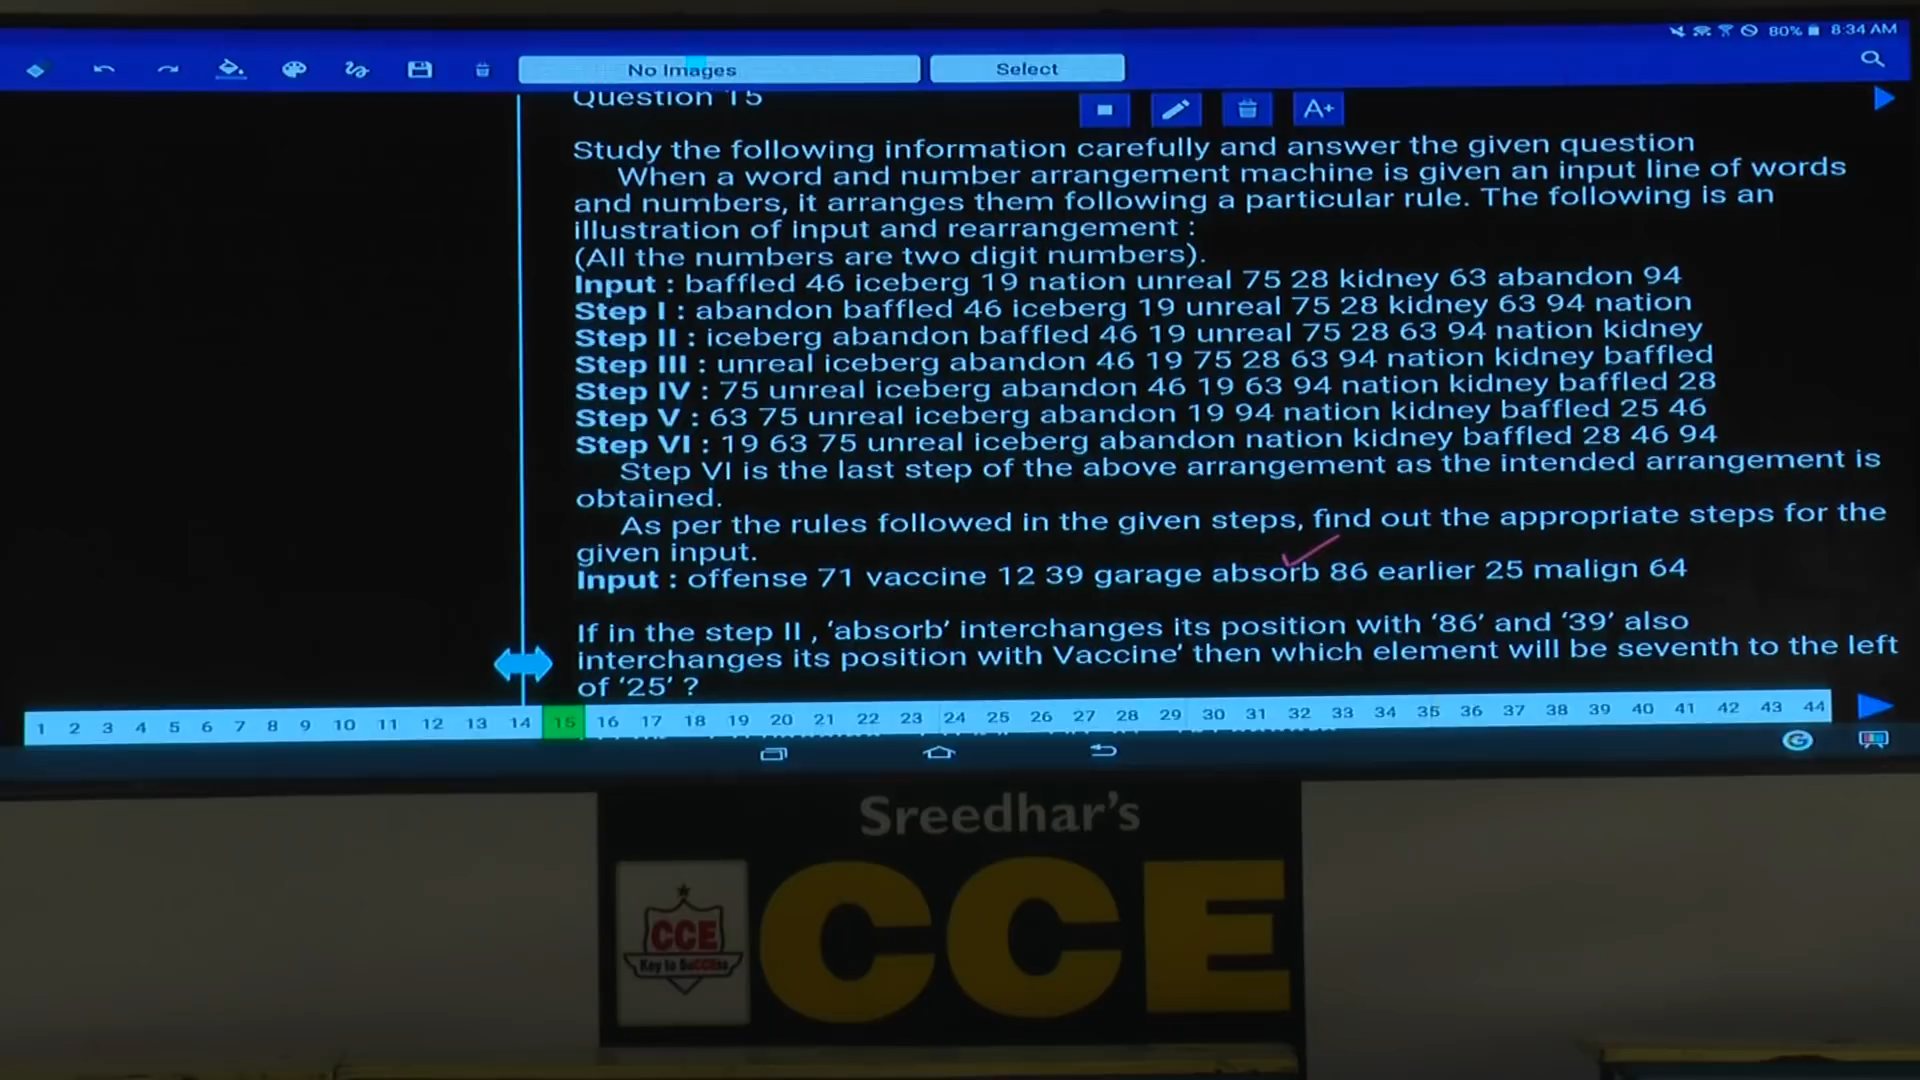 80% 8:34 AM
No Images
Select
Question 15
A+
Study the following information carefully and answer the given question
When a word and number arrangement machine is given an input line of words
and numbers, it arranges them following a particular rule. The following is an
illustration of input and rearrangement :
(All the numbers are two digit numbers).
Input : baffled 46 iceberg 19 nation unreal 75 28 kidney 63 abandon 94
Step I : abandon baffled 46 iceberg 19 unreal 75 28 kidney 63 94 nation
Step II : iceberg abandon baffled 46 19 unreal 75 28 63 94 nation kidney
Step III : unreal iceberg abandon 46 19 75 28 63 94 nation kidney baffled
Step IV : 75 unreal iceberg abandon 46 19 63 94 nation kidney baffled 28
Step V : 63 75 unreal iceberg abandon 19 94 nation kidney baffled 25 46
Step VI : 19 63 75 unreal iceberg abandon nation kidney baffled 28 46 94
Step VI is the last step of the above arrangement as the intended arrangement is
obtained.
As per the rules followed in the given steps, find out the appropriate steps for the
given input.
Input : offense 71 vaccine 12 39 garage absorb 86 earlier 25 malign 64
If in the step II , ‘absorb’ interchanges its position with ‘86’ and ‘39’ also
interchanges its position with Vaccine’ then which element will be seventh to the left
of ‘25’ ?
1 2 3 4 5 6 7 8 9 10 11 12 13 14 15 16 17 18 19 20 21 22 23 24 25 26 27 28 29 30 31 32 33 34 35 36 37 38 39 40 41 42 43 44
Sreedhar’s
CCE
CCE
Key to SuCCEss